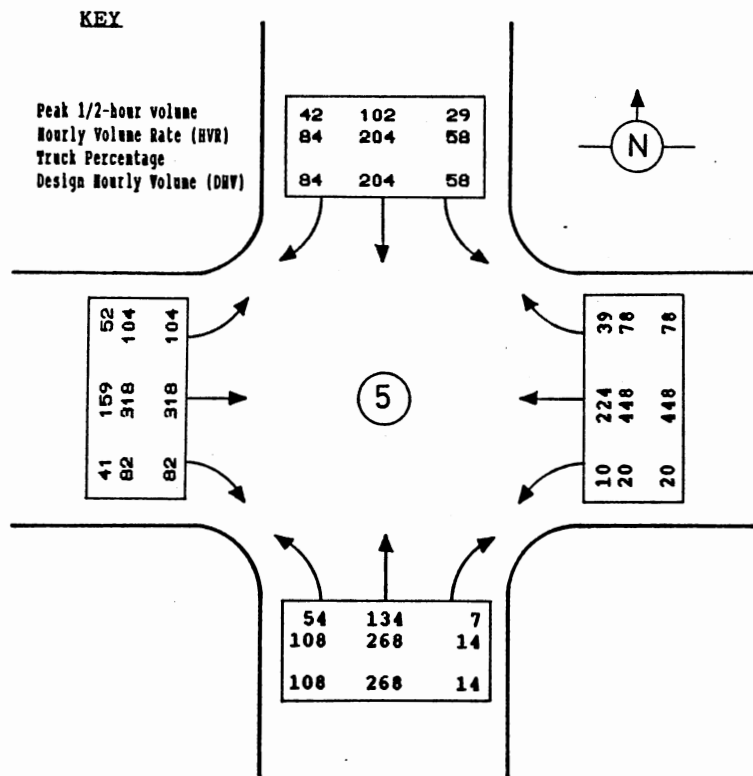 KEY
Peak 1/2-hour volume
Hourly Volume Rate (HVR)
Truck Percentage
Design Hourly Volume (DHV)
42 102 29
84 204 58
84 204 58
N
52 159 41
104 318 82
104 318 82
5
39 224 10
78 448 20
78 448 20
54 134 7
108 268 14
108 268 14